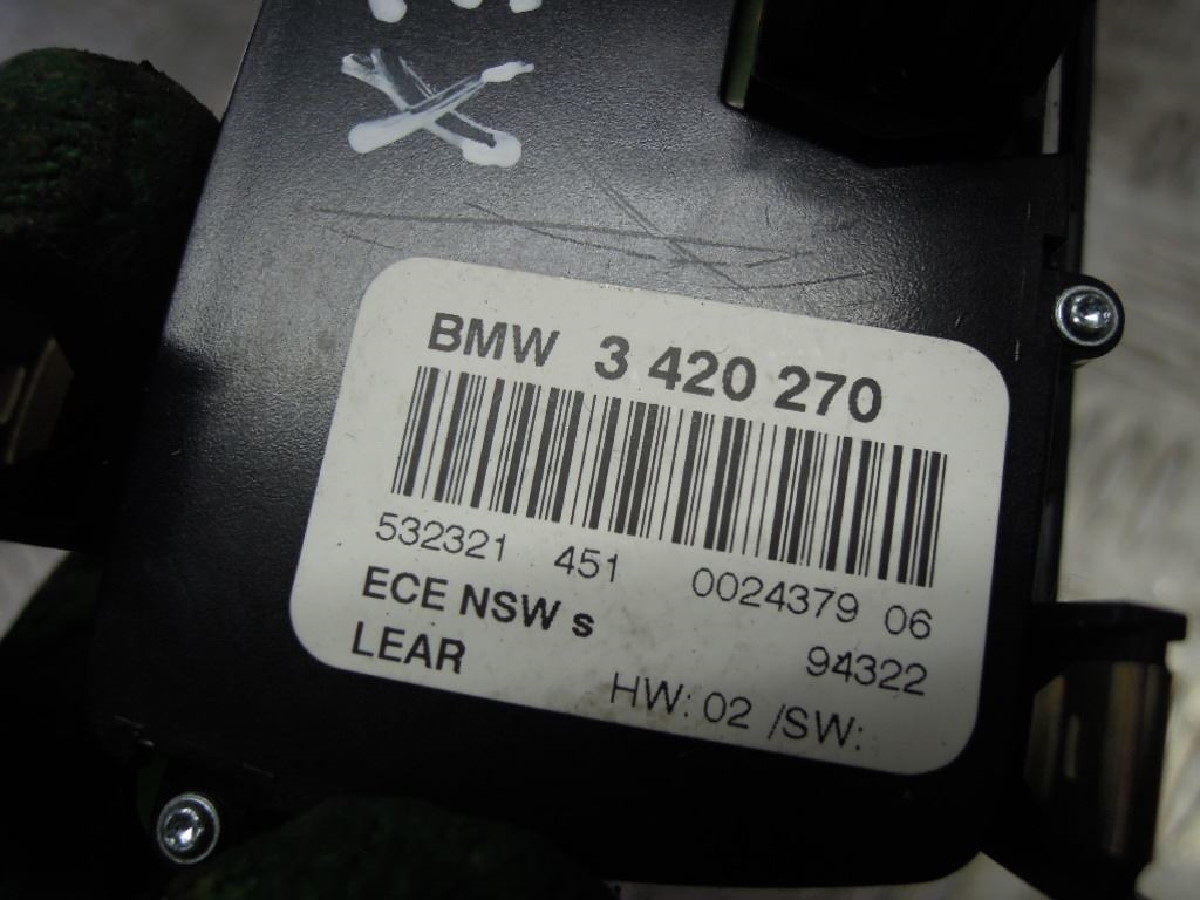 X
BMW 3 420 270
532321 451 0024379 06
ECE NSW s
94322
LEAR
HW: 02 /SW: